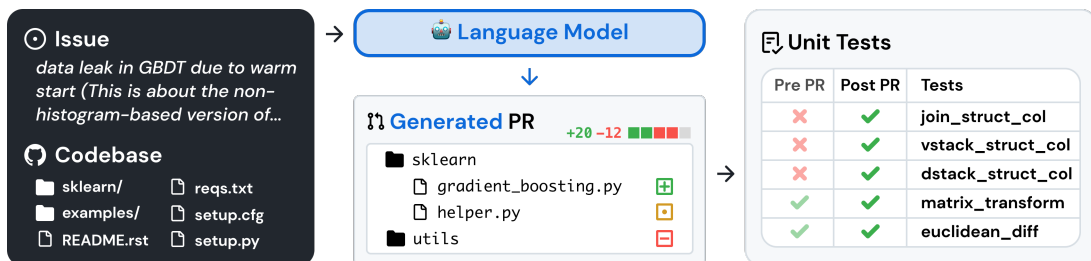 Issue
data leak in GBDT due to warm
start (This is about the non-
histogram-based version of...
Codebase
sklearn/
reqs.txt
examples/
setup.cfg
README.rst
setup.py
Language Model
Generated PR
+20 -12
sklearn
gradient_boosting.py
helper.py
utils
Unit Tests
Pre PR Post PR Tests
join_struct_col
vstack_struct_col
dstack_struct_col
matrix_transform
euclidean_diff